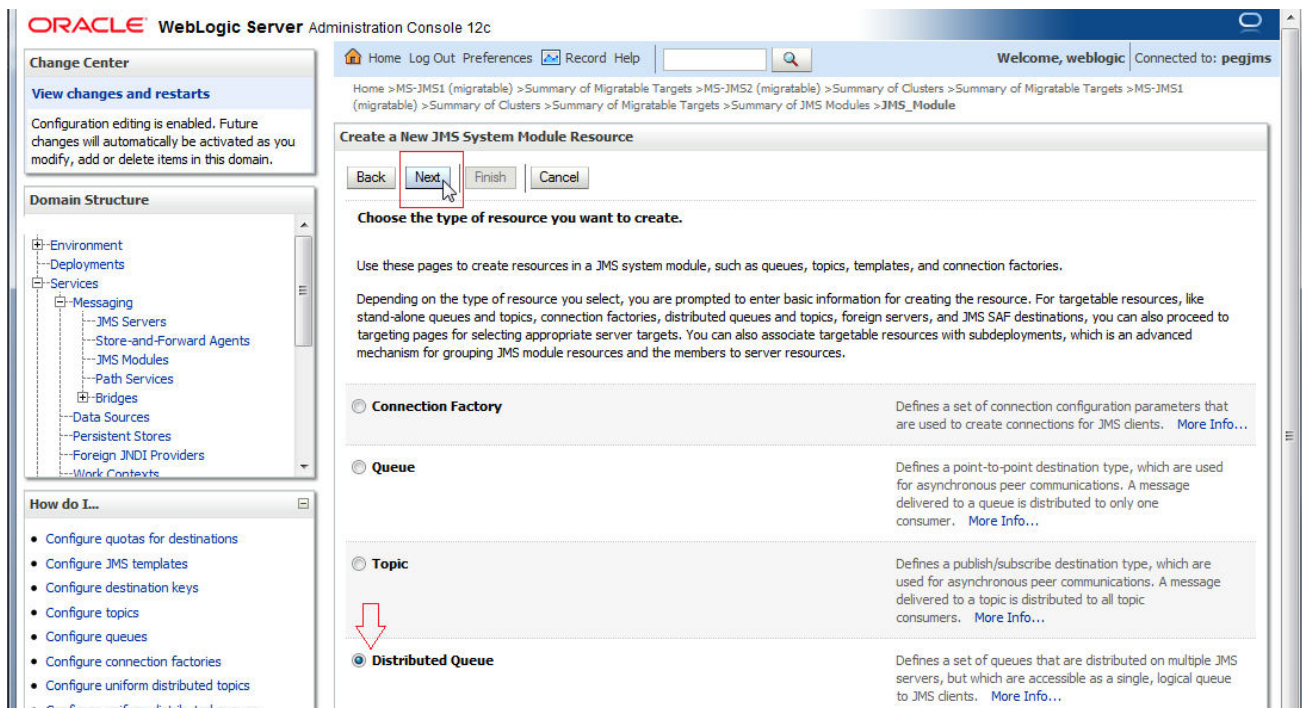 ORACLE WebLogic Server Administration Console 12c
Change Center
View changes and restarts
Configuration editing is enabled. Future
changes will automatically be activated as you
modify, add or delete items in this domain.
Domain Structure
Environment
Deployments
Services
Messaging
JMS Servers
Store-and-Forward Agents
JMS Modules
Path Services
Bridges
Data Sources
Persistent Stores
Foreign JNDI Providers
Work Contexts
How do I...
Configure quotas for destinations
Configure JMS templates
Configure destination keys
Configure topics
Configure queues
Configure connection factories
Configure uniform distributed topics
Home Log Out Preferences Record Help
Welcome, weblogic Connected to: pegjms
Home >MS-JMS1 (migratable) >Summary of Migratable Targets >MS-JMS2 (migratable) >Summary of Clusters >Summary of Migratable Targets >MS-JMS1
(migratable) >Summary of Clusters >Summary of Migratable Targets >Summary of JMS Modules >JMS_Module
Create a New JMS System Module Resource
Back Next Finish Cancel
Choose the type of resource you want to create.
Use these pages to create resources in a JMS system module, such as queues, topics, templates, and connection factories.
Depending on the type of resource you select, you are prompted to enter basic information for creating the resource. For targetable resources, like
stand-alone queues and topics, connection factories, distributed queues and topics, foreign servers, and JMS SAF destinations, you can also proceed to
targeting pages for selecting appropriate server targets. You can also associate targetable resources with subdeployments, which is an advanced
mechanism for grouping JMS module resources and the members to server resources.
Connection Factory
Defines a set of connection configuration parameters that
are used to create connections for JMS clients. More Info...
Queue
Defines a point-to-point destination type, which are used
for asynchronous peer communications. A message
delivered to a queue is distributed to only one
consumer. More Info...
Topic
Defines a publish/subscribe destination type, which are
used for asynchronous peer communications. A message
delivered to a topic is distributed to all topic
consumers. More Info...
Distributed Queue
Defines a set of queues that are distributed on multiple JMS
servers, but which are accessible as a single, logical queue
to JMS clients. More Info...